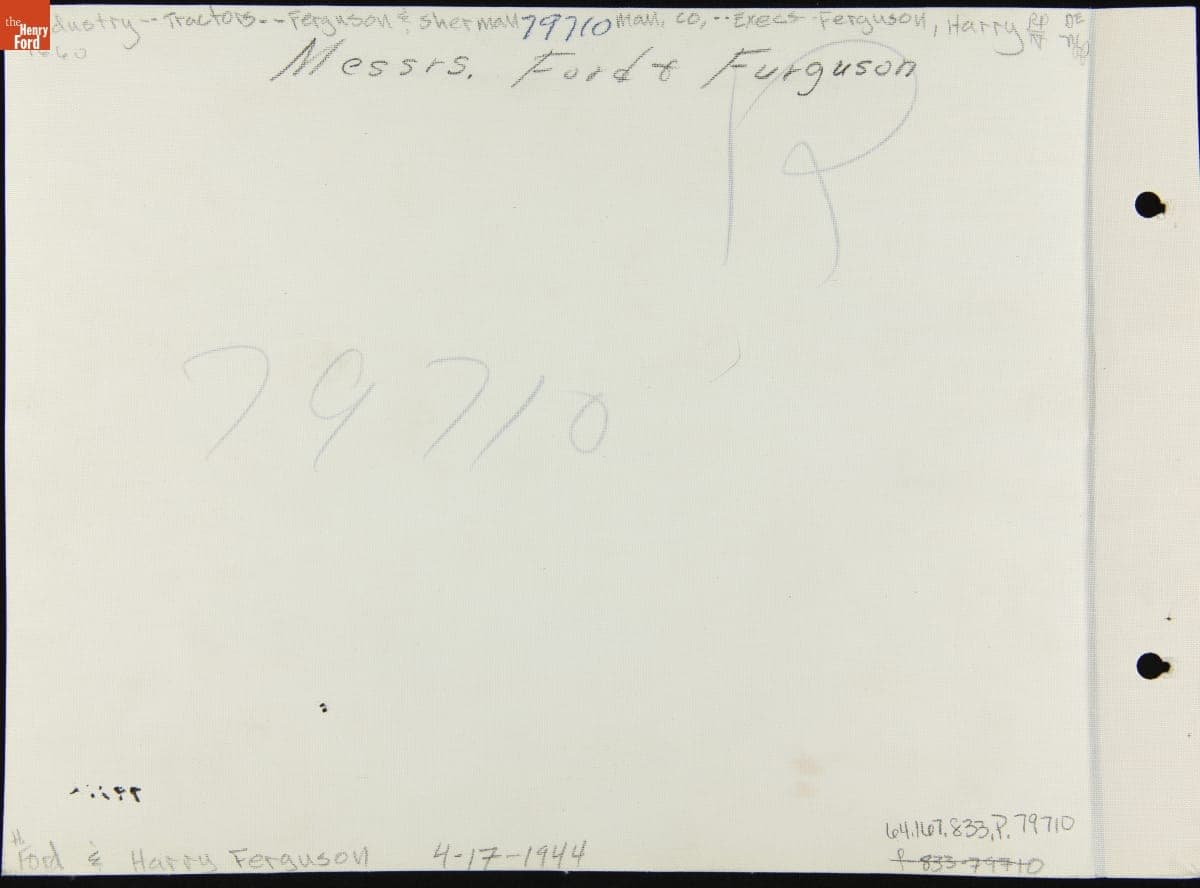 the Henry Ford
dustry -- Tractors -- Ferguson & Sherman 79710 Man. Co, -- Execs - Ferguson, Harry
Messrs. Ford & Furguson
R
79710
H. Ford & Harry Ferguson 4-17-1944
64.167.833.P.79710
P-833-79710